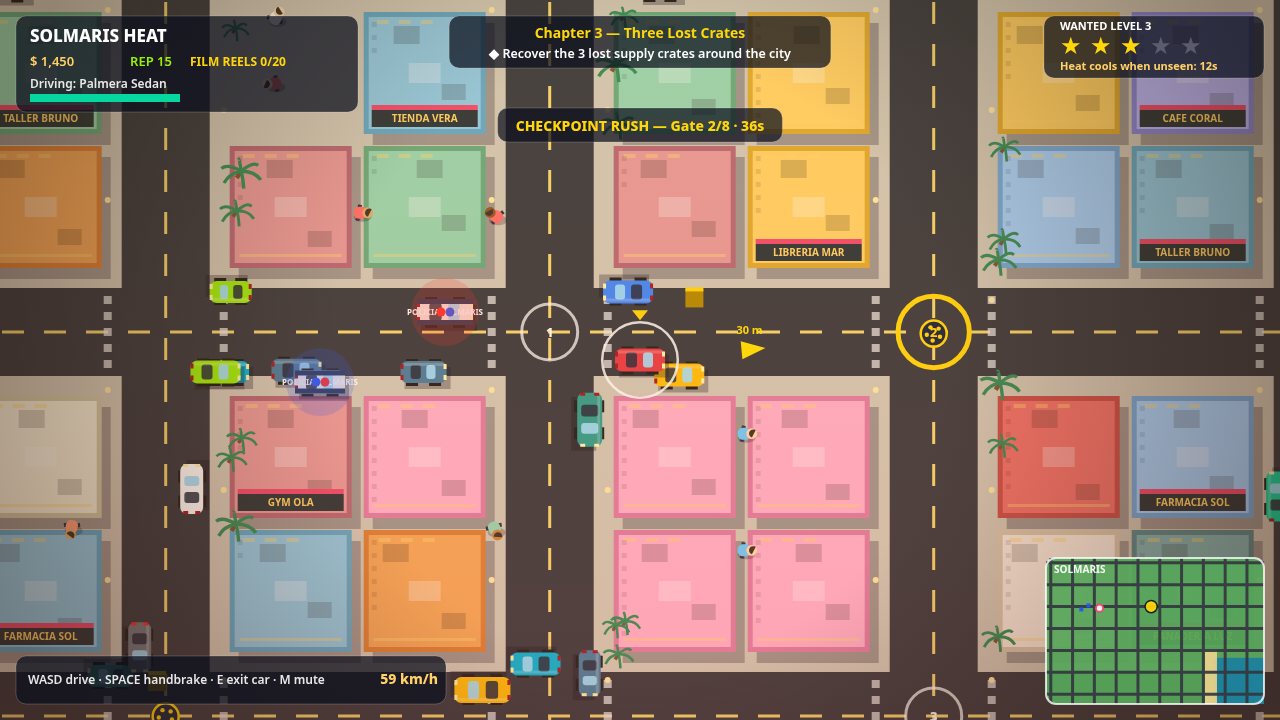 SOLMARIS HEAT
$ 1,450 REP 15 FILM REELS 0/20
Driving: Palmera Sedan
Chapter 3 — Three Lost Crates
◆ Recover the 3 lost supply crates around the city
WANTED LEVEL 3
★ ★ ★ ★ ★
Heat cools when unseen: 12s
CHECKPOINT RUSH — Gate 2/8 · 36s
TALLER BRUNO
TIENDA VERA
CAFE CORAL
LIBRERIA MAR
TALLER BRUNO
1
30 m
2
GYM OLA
FARMACIA SOL
FARMACIA SOL
SOLMARIS
WASD drive · SPACE handbrake · E exit car · M mute
59 km/h
3